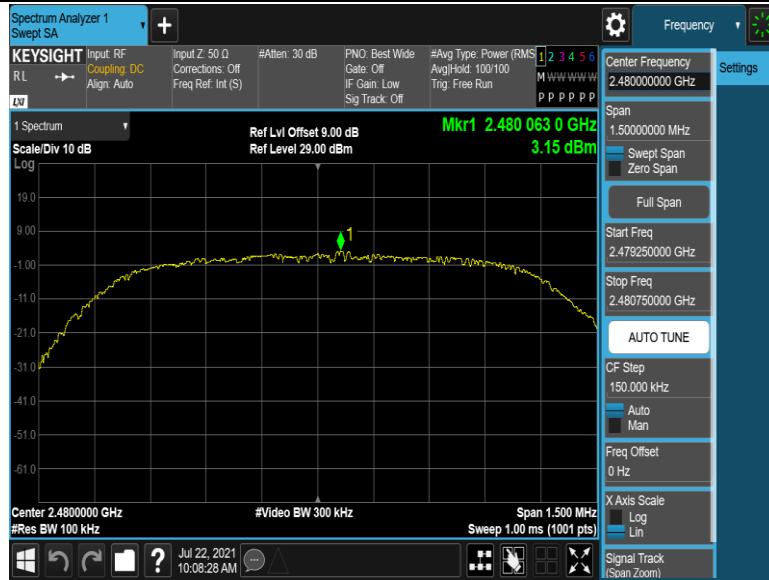 Spectrum Analyzer 1
Swept SA
Frequency
KEYSIGHT
RL
LXI
Input: RF
Coupling: DC
Align: Auto
Input Z: 50 Ω
Corrections: Off
Freq Ref: Int (S)
#Atten: 30 dB
PNO: Best Wide
Gate: Off
IF Gain: Low
Sig Track: Off
#Avg Type: Power (RMS
Avg|Hold: 100/100
Trig: Free Run
1 2 3 4 5 6
M W W W W W
P P P P P P
1 Spectrum
Scale/Div 10 dB
Log
Ref Lvl Offset 9.00 dB
Ref Level 29.00 dBm
Mkr1 2.480 063 0 GHz
3.15 dBm
19.0
9.00
-1.00
-11.0
-21.0
-31.0
-41.0
-51.0
-61.0
1
Center 2.4800000 GHz
#Res BW 100 kHz
#Video BW 300 kHz
Span 1.500 MHz
Sweep 1.00 ms (1001 pts)
Jul 22, 2021
10:08:28 AM
Center Frequency
2.480000000 GHz
Settings
Span
1.50000000 MHz
Swept Span
Zero Span
Full Span
Start Freq
2.479250000 GHz
Stop Freq
2.480750000 GHz
AUTO TUNE
CF Step
150.000 kHz
Auto
Man
Freq Offset
0 Hz
X Axis Scale
Log
Lin
Signal Track
(Span Zoom)